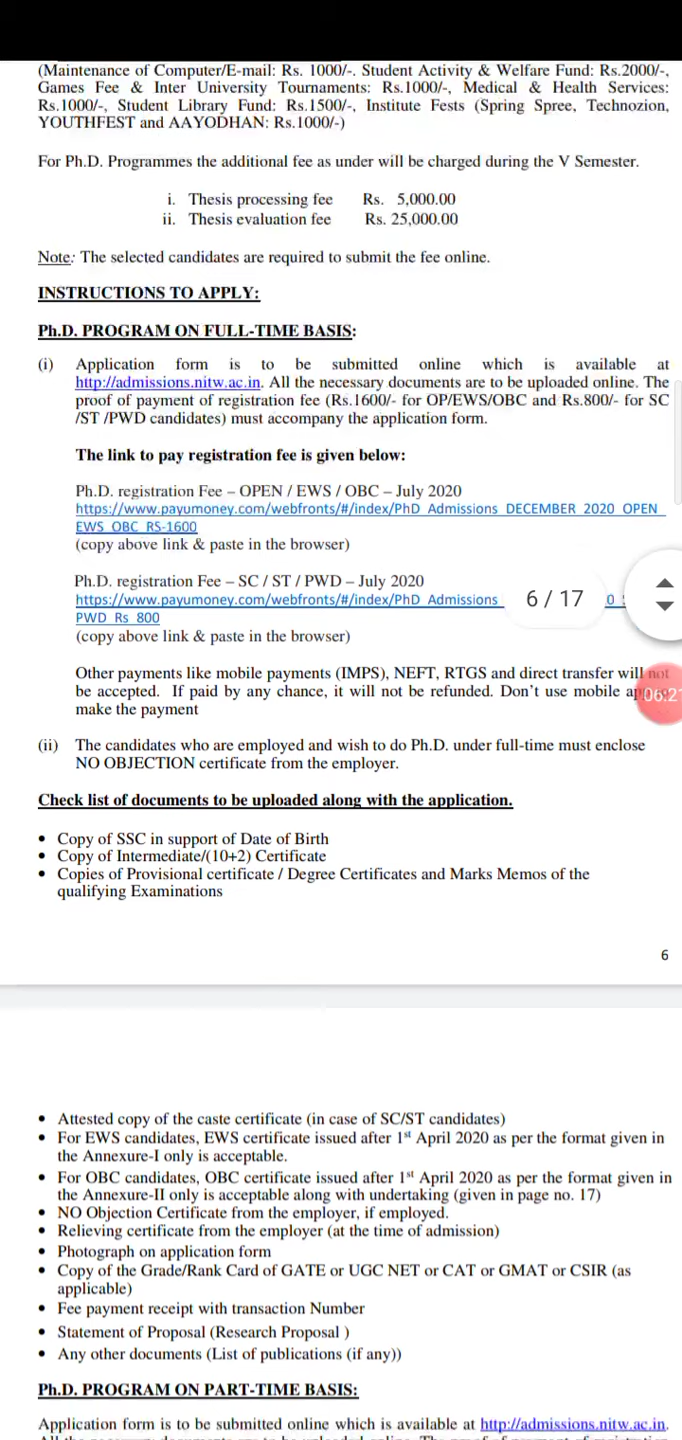 (Maintenance of Computer/E-mail: Rs. 1000/-. Student Activity & Welfare Fund: Rs.2000/-,
Games Fee & Inter University Tournaments: Rs.1000/-, Medical & Health Services:
Rs.1000/-, Student Library Fund: Rs.1500/-, Institute Fests (Spring Spree, Technozion,
YOUTHFEST and AAYODHAN: Rs.1000/-)
For Ph.D. Programmes the additional fee as under will be charged during the V Semester.
i. Thesis processing fee Rs. 5,000.00
ii. Thesis evaluation fee Rs. 25,000.00
Note: The selected candidates are required to submit the fee online.
INSTRUCTIONS TO APPLY:
Ph.D. PROGRAM ON FULL-TIME BASIS:
(i) Application form is to be submitted online which is available at
http://admissions.nitw.ac.in. All the necessary documents are to be uploaded online. The
proof of payment of registration fee (Rs.1600/- for OP/EWS/OBC and Rs.800/- for SC
/ST /PWD candidates) must accompany the application form.
The link to pay registration fee is given below:
Ph.D. registration Fee – OPEN / EWS / OBC – July 2020
https://www.payumoney.com/webfronts/#/index/PhD_Admissions_DECEMBER_2020_OPEN_
EWS_OBC_RS-1600
(copy above link & paste in the browser)
Ph.D. registration Fee – SC / ST / PWD – July 2020
https://www.payumoney.com/webfronts/#/index/PhD_Admissions 0
6 / 17
PWD_Rs_800
(copy above link & paste in the browser)
Other payments like mobile payments (IMPS), NEFT, RTGS and direct transfer will not
be accepted. If paid by any chance, it will not be refunded. Don't use mobile
06:2
make the payment
(ii) The candidates who are employed and wish to do Ph.D. under full-time must enclose
NO OBJECTION certificate from the employer.
Check list of documents to be uploaded along with the application.
• Copy of SSC in support of Date of Birth
• Copy of Intermediate/(10+2) Certificate
• Copies of Provisional certificate / Degree Certificates and Marks Memos of the
qualifying Examinations
6
• Attested copy of the caste certificate (in case of SC/ST candidates)
• For EWS candidates, EWS certificate issued after 1st April 2020 as per the format given in
the Annexure-I only is acceptable.
• For OBC candidates, OBC certificate issued after 1st April 2020 as per the format given in
the Annexure-II only is acceptable along with undertaking (given in page no. 17)
• NO Objection Certificate from the employer, if employed.
• Relieving certificate from the employer (at the time of admission)
• Photograph on application form
• Copy of the Grade/Rank Card of GATE or UGC NET or CAT or GMAT or CSIR (as
applicable)
• Fee payment receipt with transaction Number
• Statement of Proposal (Research Proposal )
• Any other documents (List of publications (if any))
Ph.D. PROGRAM ON PART-TIME BASIS:
Application form is to be submitted online which is available at http://admissions.nitw.ac.in.